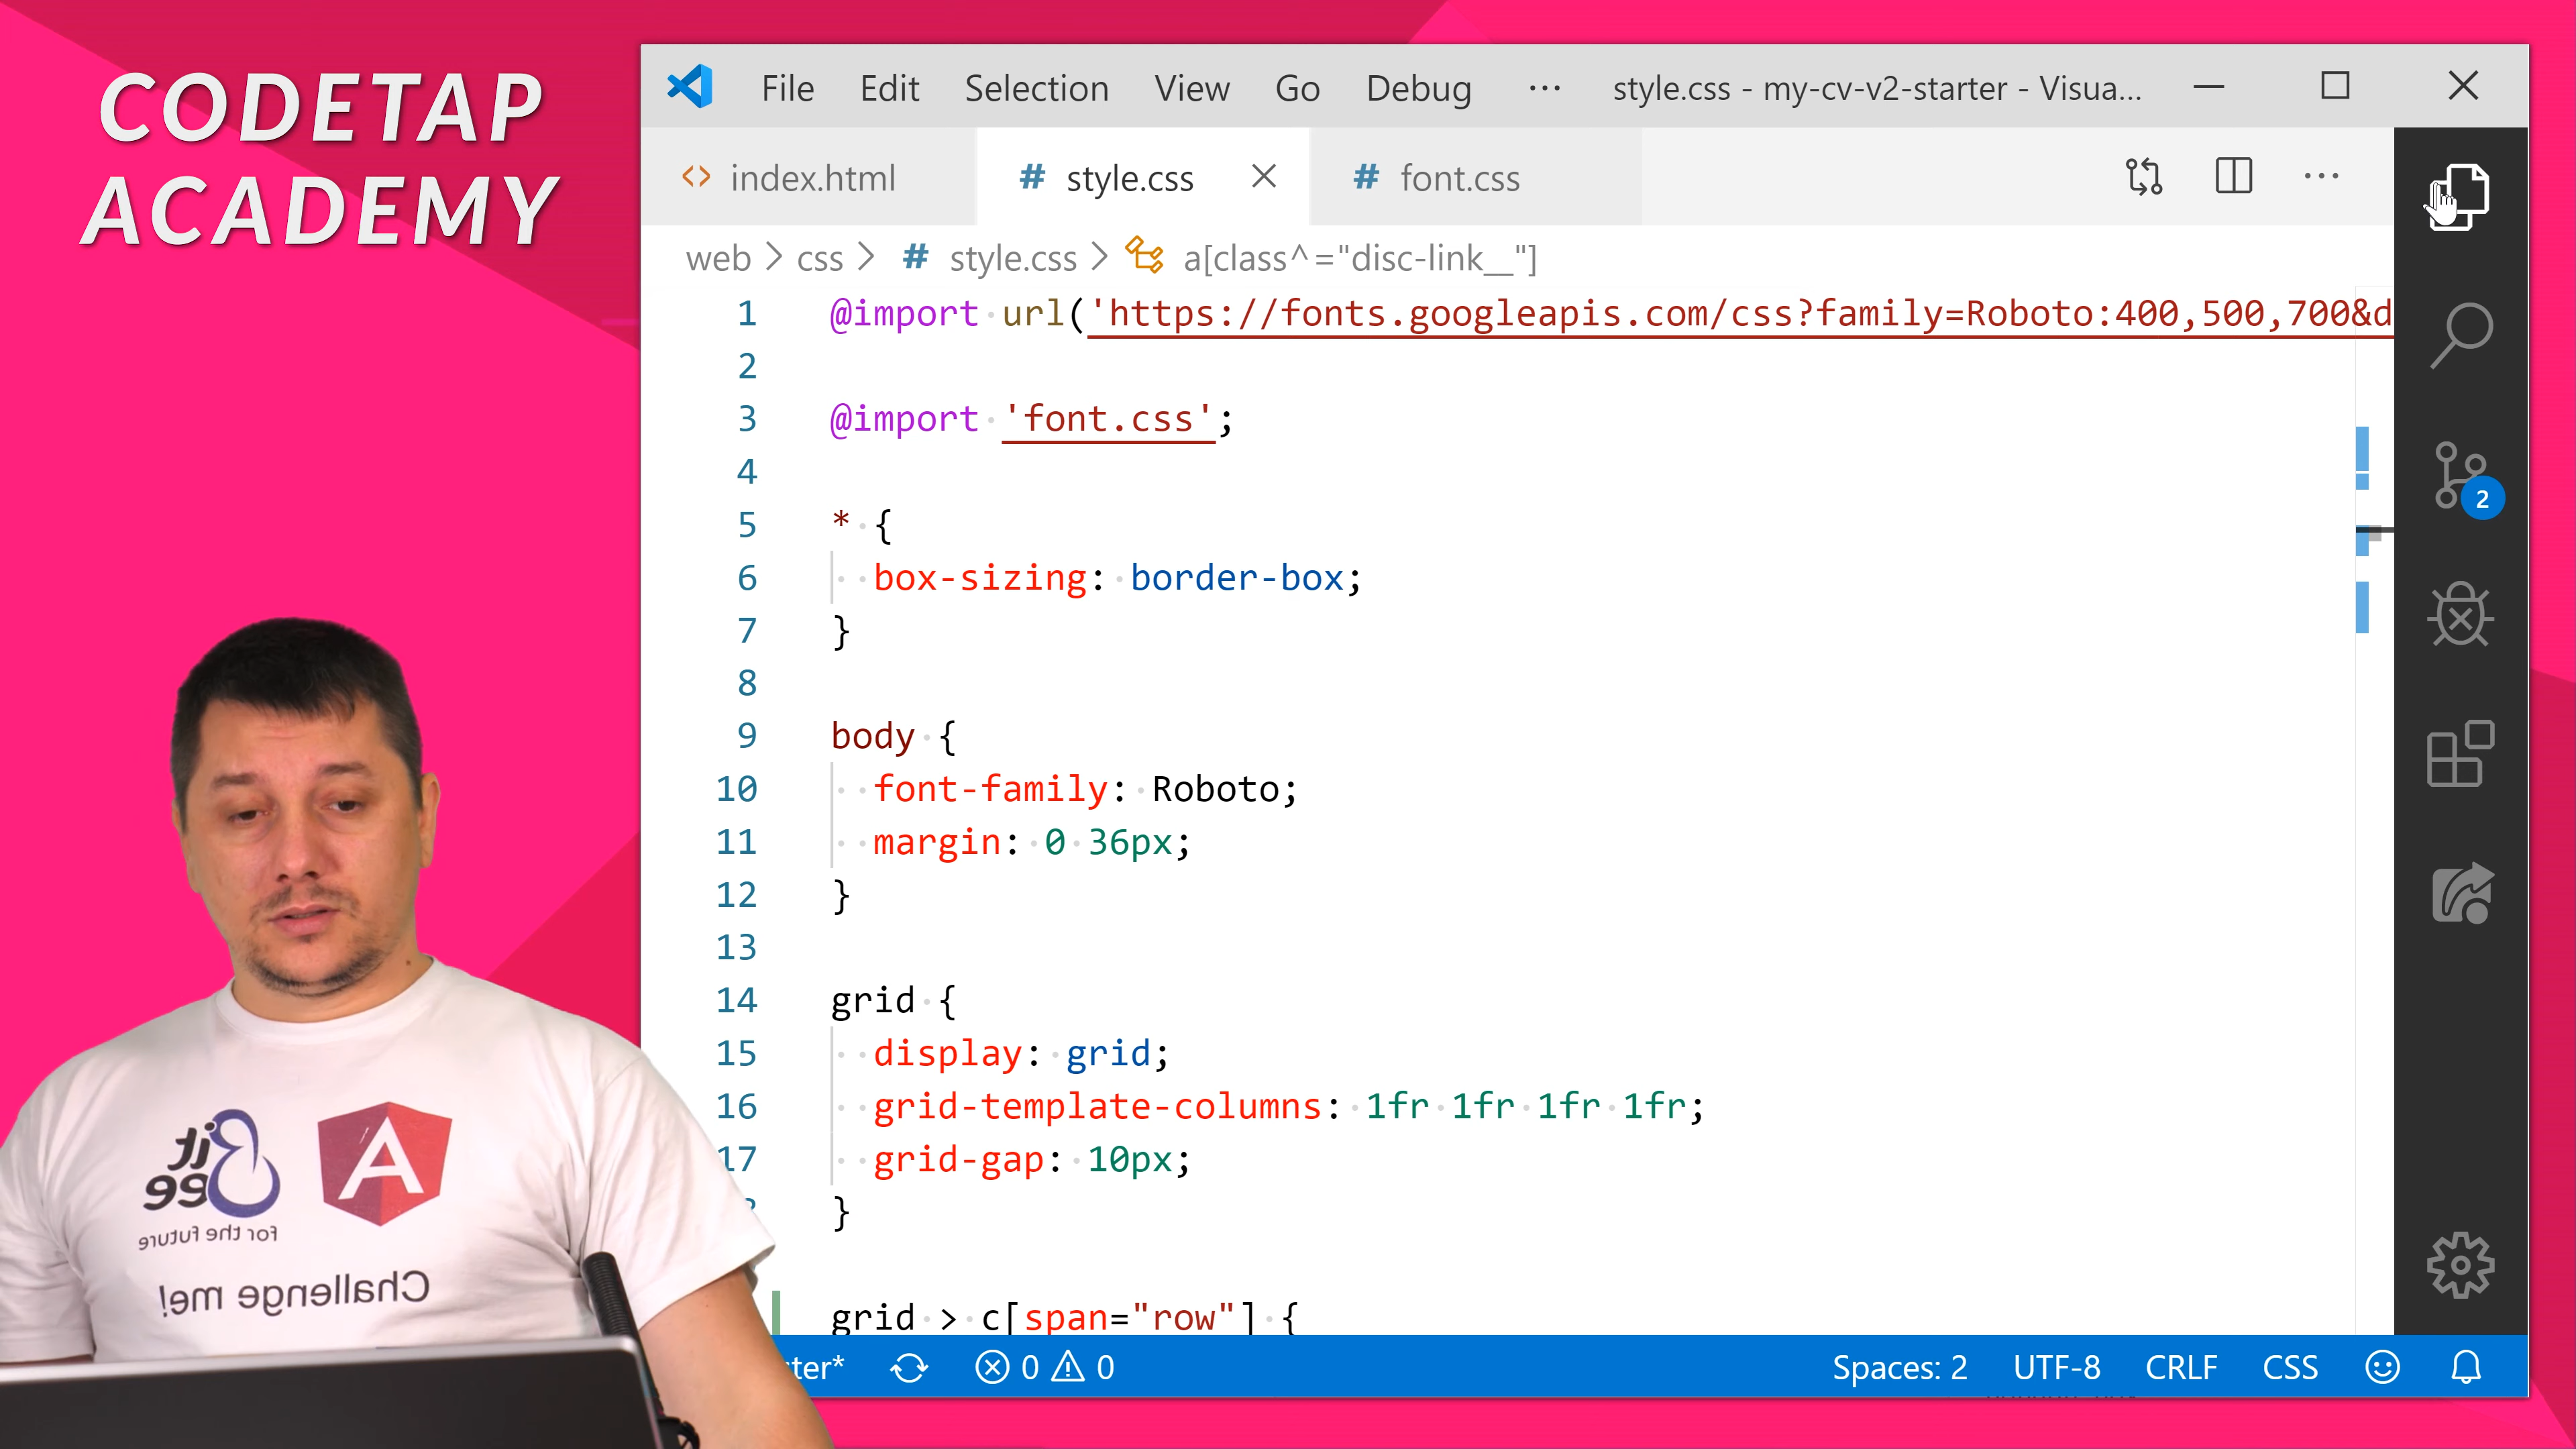 CODETAP
ACADEMY
File Edit Selection View Go Debug ··· style.css - my-cv-v2-starter - Visua...
index.html # style.css # font.css
web > css > # style.css > a[class^="disc-link__"]
1 @import url('https://fonts.googleapis.com/css?family=Roboto:400,500,700&d
2
3 @import 'font.css';
4
5 * {
6 box-sizing: border-box;
7 }
8
9 body {
10 font-family: Roboto;
11 margin: 0 36px;
12 }
13
14 grid {
15 display: grid;
16 grid-template-columns: 1fr 1fr 1fr 1fr;
17 grid-gap: 10px;
}
grid > c[span="row"] {
2
Bit
Bee
for the future
A
Challenge me!
ter* 0 0 Spaces: 2 UTF-8 CRLF CSS